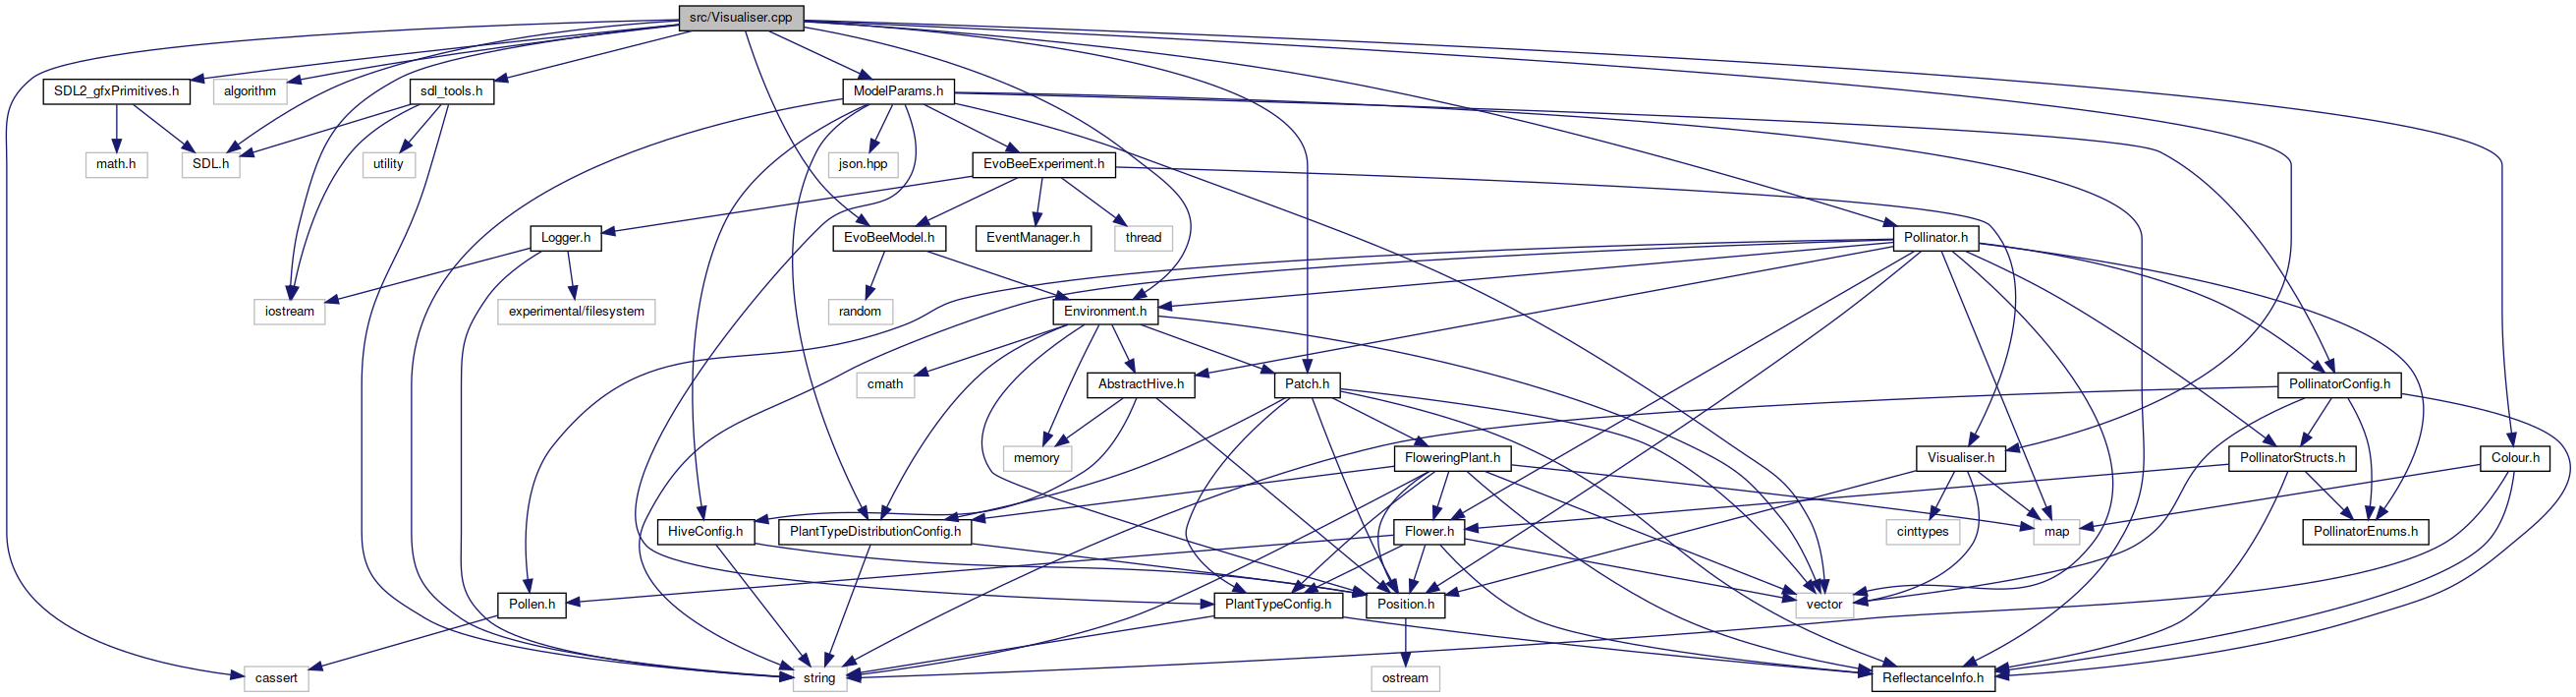 src/Visualiser.cpp
SDL2_gfxPrimitives.h
algorithm
sdl_tools.h
ModelParams.h
math.h
SDL.h
utility
json.hpp
EvoBeeExperiment.h
Logger.h
EvoBeeModel.h
EventManager.h
thread
Pollinator.h
iostream
experimental/filesystem
random
Environment.h
cmath
AbstractHive.h
Patch.h
PollinatorConfig.h
memory
FloweringPlant.h
Visualiser.h
PollinatorStructs.h
Colour.h
HiveConfig.h
PlantTypeDistributionConfig.h
Flower.h
cinttypes
map
PollinatorEnums.h
Pollen.h
PlantTypeConfig.h
Position.h
vector
cassert
string
ostream
ReflectanceInfo.h